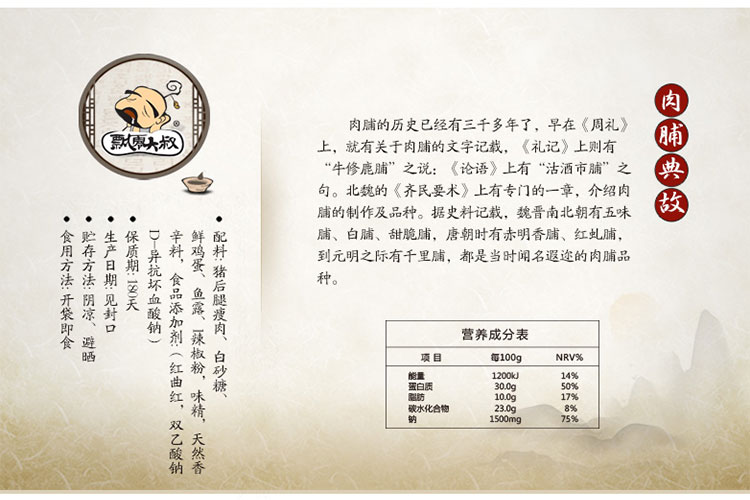 飘零大叔
®
肉脯典故
肉脯的历史已经有三千多年了，早在《周礼》
上，就有关于肉脯的文字记载，《礼记》上则有
“牛修鹿脯”之说：《论语》上有“沽酒市脯”之
句。北魏的《齐民要术》上有专门的一章，介绍肉
脯的制作及品种。据史料记载，魏晋南北朝有五味
脯、白脯、甜脆脯，唐朝时有赤明香脯、红虬脯，
到元明之际有千里脯，都是当时闻名遐迩的肉脯品
种。
● 配料：猪后腿瘦肉、白砂糖、
鲜鸡蛋、鱼露、辣椒粉，味精，天然香
辛料、食品添加剂：（红曲红，双乙酸钠
D—异抗坏血酸钠）
● 保质期：180天
● 生产日期：见封口
● 贮存方法：阴凉、避晒
● 食用方法：开袋即食
营养成分表
项 目 每100g NRV%
能量 1200kJ 14%
蛋白质 30.0g 50%
脂肪 10.0g 17%
碳水化合物 23.0g 8%
钠 1500mg 75%